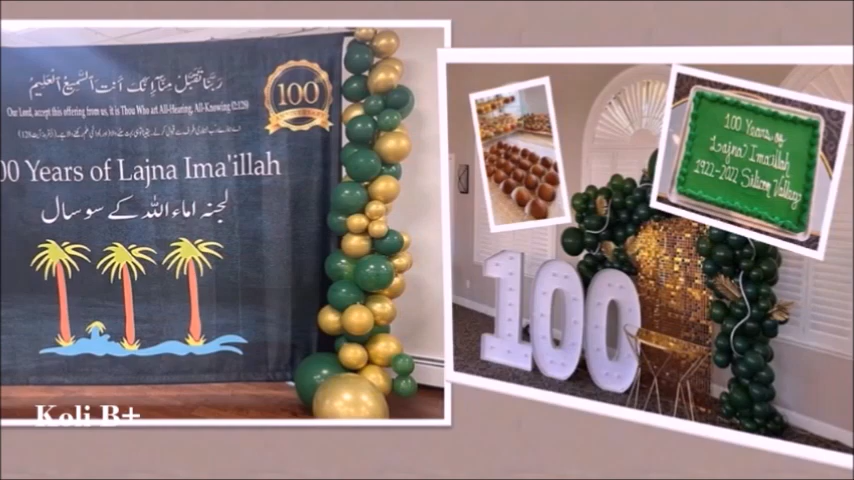 رَبَّنَا تَقَبَّلْ مِنَّا إِنَّكَ أَنْتَ السَّمِيعُ الْعَلِيمُ
Our Lord, accept this offering from us, it is Thou Who art All-Hearing, All-Knowing (2:128)
100
ANNIVERSARY
00 Years of Lajna Ima'illah
لجنہ اماء اللہ کے سو سال
Koli B+
100
100 Years of
Lajna Ima'illah
1922-2022 Silicon Valley